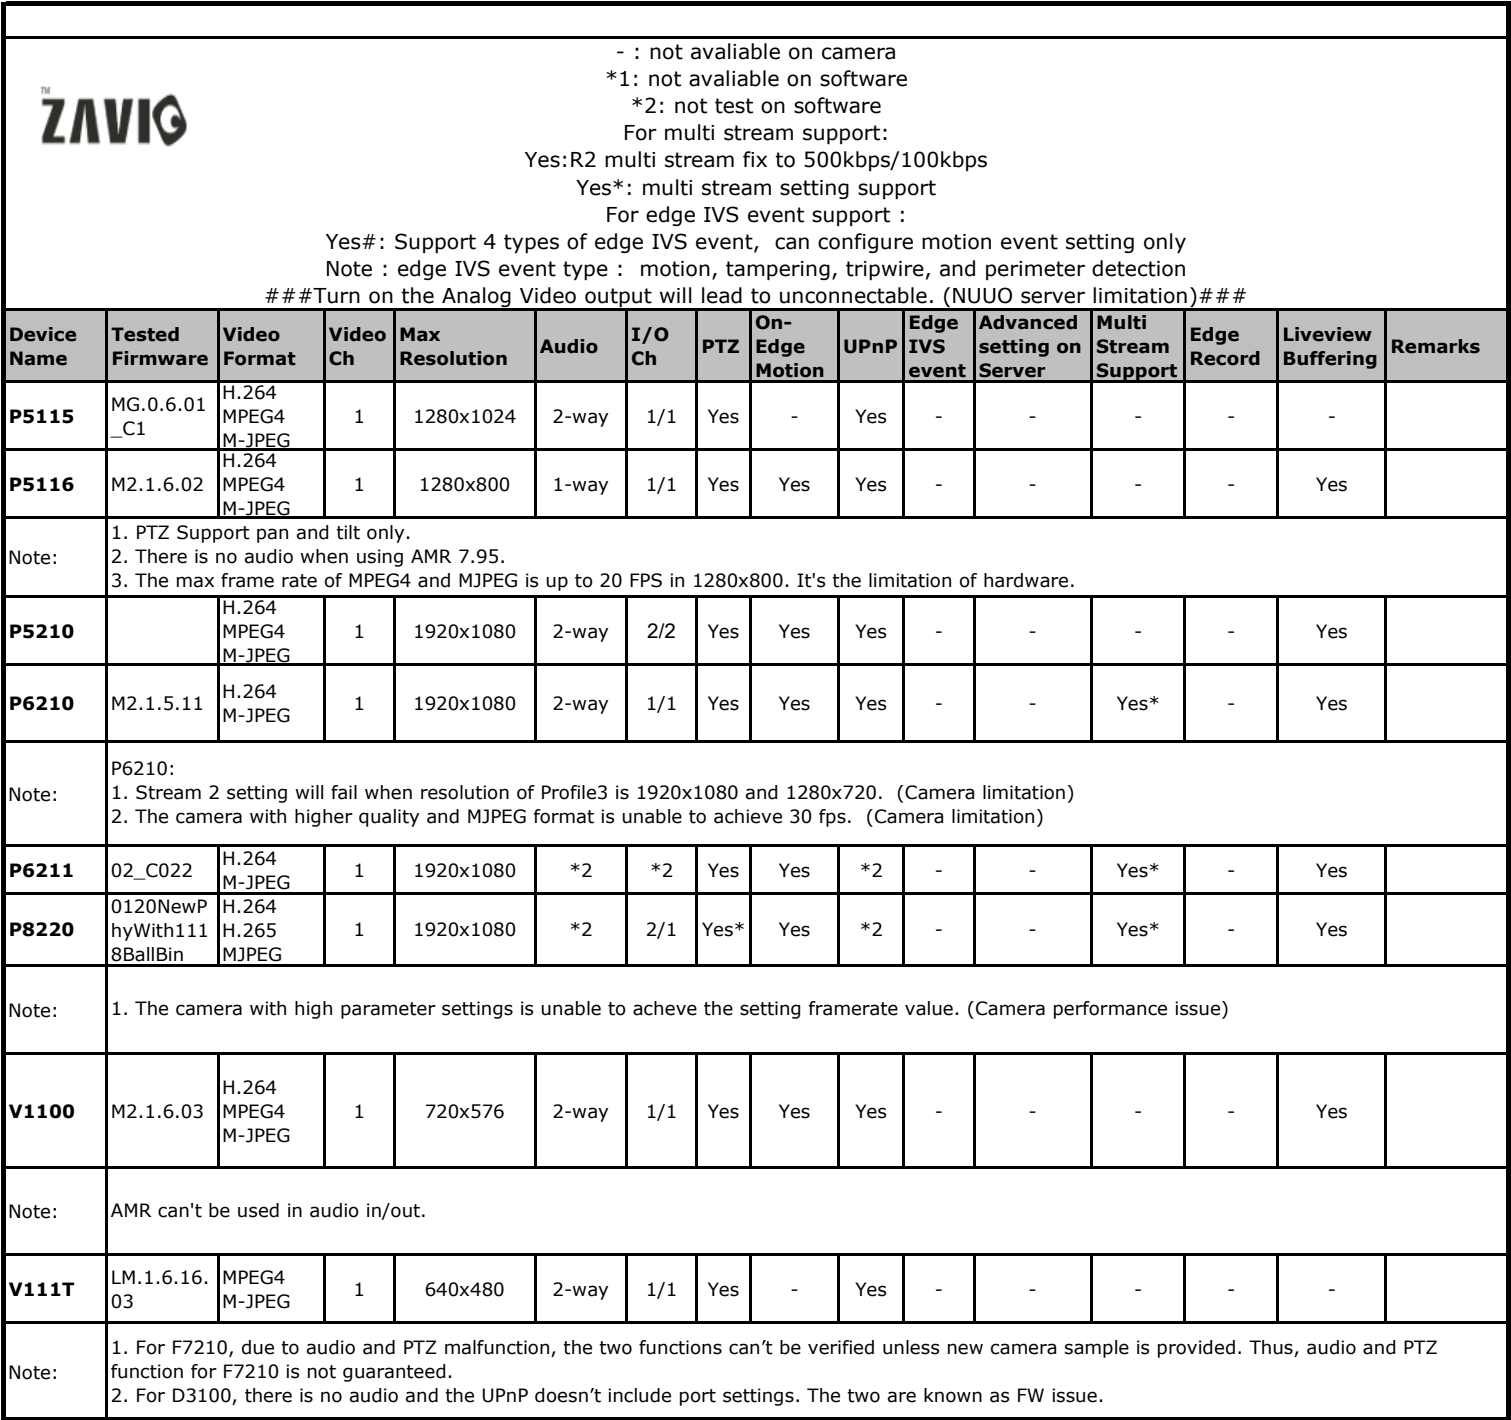 - : not avaliable on camera
*1: not avaliable on software
*2: not test on software
For multi stream support:
Yes:R2 multi stream fix to 500kbps/100kbps
Yes*: multi stream setting support
For edge IVS event support :
Yes#: Support 4 types of edge IVS event, can configure motion event setting only
Note : edge IVS event type : motion, tampering, tripwire, and perimeter detection
###Turn on the Analog Video output will lead to unconnectable. (NUUO server limitation)###
TM
ZAVIO
Device Name Tested Firmware Video Format Video Ch Max Resolution Audio I/O Ch PTZ On-Edge Motion UPnP Edge IVS event Advanced setting on Server Multi Stream Support Edge Record Liveview Buffering Remarks
P5115 MG.0.6.01_C1 H.264 MPEG4 M-JPEG 1 1280x1024 2-way 1/1 Yes - Yes - - - - -
P5116 M2.1.6.02 H.264 MPEG4 M-JPEG 1 1280x800 1-way 1/1 Yes Yes Yes - - - - Yes
Note:
1. PTZ Support pan and tilt only.
2. There is no audio when using AMR 7.95.
3. The max frame rate of MPEG4 and MJPEG is up to 20 FPS in 1280x800. It's the limitation of hardware.
P5210 H.264 MPEG4 M-JPEG 1 1920x1080 2-way 2/2 Yes Yes Yes - - - - Yes
P6210 M2.1.5.11 H.264 M-JPEG 1 1920x1080 2-way 1/1 Yes Yes Yes - - Yes* - Yes
Note:
P6210:
1. Stream 2 setting will fail when resolution of Profile3 is 1920x1080 and 1280x720. (Camera limitation)
2. The camera with higher quality and MJPEG format is unable to achieve 30 fps. (Camera limitation)
P6211 02_C022 H.264 M-JPEG 1 1920x1080 *2 *2 Yes Yes *2 - - Yes* - Yes
P8220 0120NewPhyWith1118BallBin H.264 H.265 MJPEG 1 1920x1080 *2 2/1 Yes* Yes *2 - - Yes* - Yes
Note:
1. The camera with high parameter settings is unable to acheve the setting framerate value. (Camera performance issue)
V1100 M2.1.6.03 H.264 MPEG4 M-JPEG 1 720x576 2-way 1/1 Yes Yes Yes - - - - Yes
Note:
AMR can't be used in audio in/out.
V111T LM.1.6.16.03 MPEG4 M-JPEG 1 640x480 2-way 1/1 Yes - Yes - - - - -
Note:
1. For F7210, due to audio and PTZ malfunction, the two functions can’t be verified unless new camera sample is provided. Thus, audio and PTZ
function for F7210 is not guaranteed.
2. For D3100, there is no audio and the UPnP doesn’t include port settings. The two are known as FW issue.